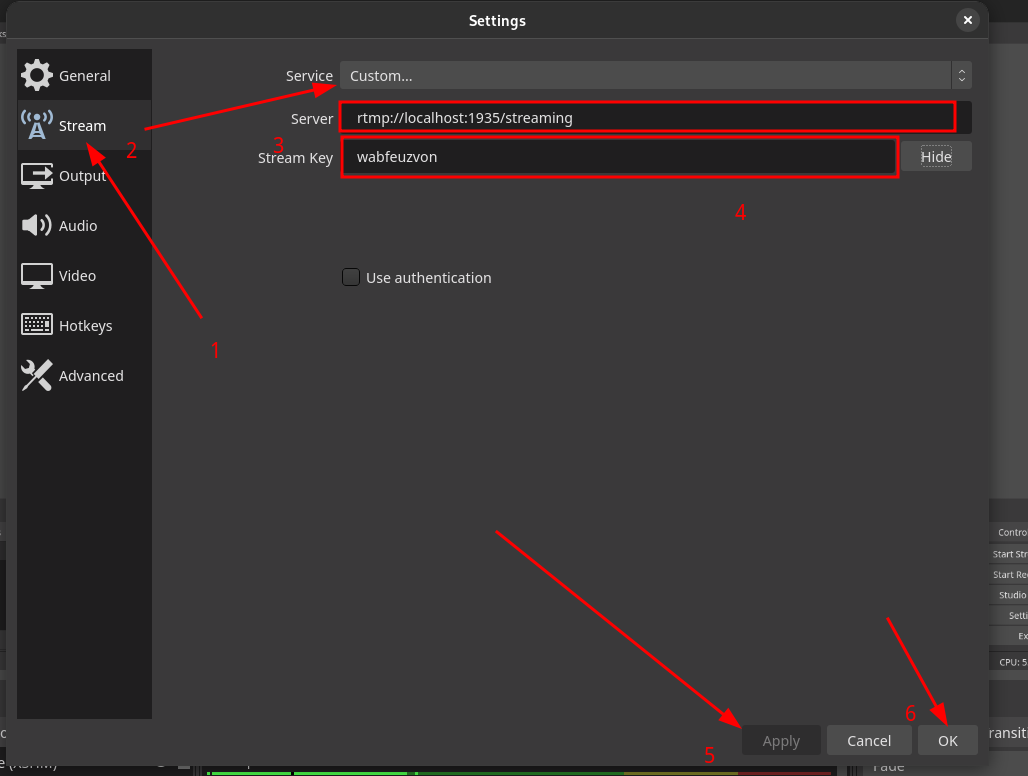 Settings
General
Service
Custom...
Stream
2
Server
rtmp://localhost:1935/streaming
3
Stream Key
wabfeuzvon
Hide
Output
4
Audio
Video
Use authentication
Hotkeys
1
Advanced
Contro
Start Str
Start Re
Studio
Setti
Ex
CPU: 5
6
5
Apply
Cancel
OK
ransiti
Fade